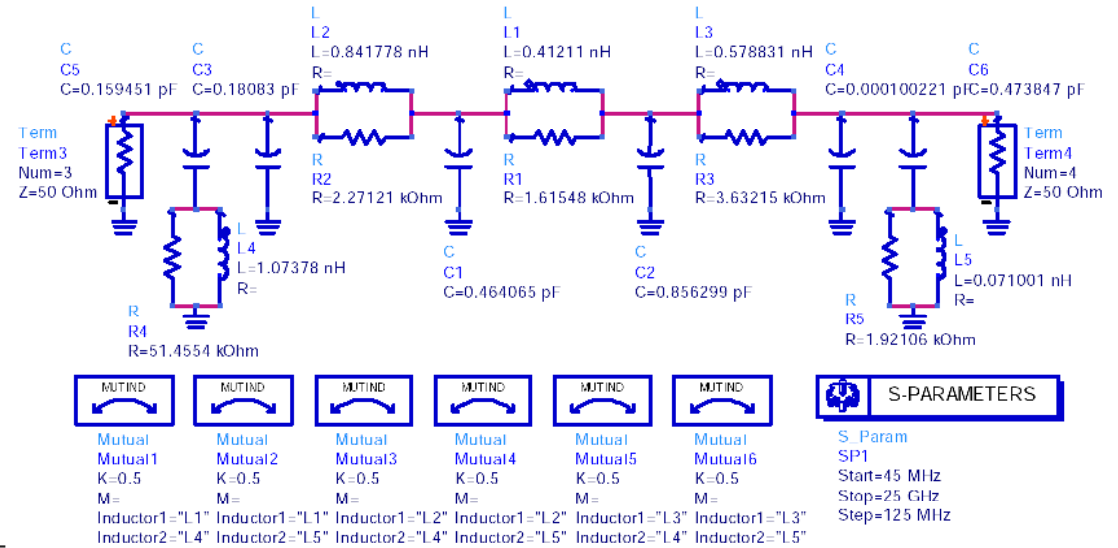 L
L2
L=0.841778 nH
R=
L
L1
L=0.41211 nH
R=
L
L3
L=0.578831 nH
R=
C
C5
C=0.159451 pF
C
C3
C=0.18083 pF
C
C4
C=0.000100221 pF
C
C6
C=0.473847 pF
Term
Term3
Num=3
Z=50 Ohm
R
R2
R=2.27121 kOhm
R
R1
R=1.61548 kOhm
R
R3
R=3.63215 kOhm
Term
Term4
Num=4
Z=50 Ohm
L
L4
L=1.07378 nH
R=
C
C1
C=0.464065 pF
C
C2
C=0.856299 pF
L
L5
L=0.071001 nH
R=
R
R4
R=51.4554 kOhm
R
R5
R=1.92106 kOhm
MUTIND
Mutual
Mutual1
K=0.5
M=
Inductor1="L1"
Inductor2="L4"
MUTIND
Mutual
Mutual2
K=0.5
M=
Inductor1="L1"
Inductor2="L5"
MUTIND
Mutual
Mutual3
K=0.5
M=
Inductor1="L2"
Inductor2="L4"
MUTIND
Mutual
Mutual4
K=0.5
M=
Inductor1="L2"
Inductor2="L5"
MUTIND
Mutual
Mutual5
K=0.5
M=
Inductor1="L3"
Inductor2="L4"
MUTIND
Mutual
Mutual6
K=0.5
M=
Inductor1="L3"
Inductor2="L5"
S-PARAMETERS
S_Param
SP1
Start=45 MHz
Stop=25 GHz
Step=125 MHz